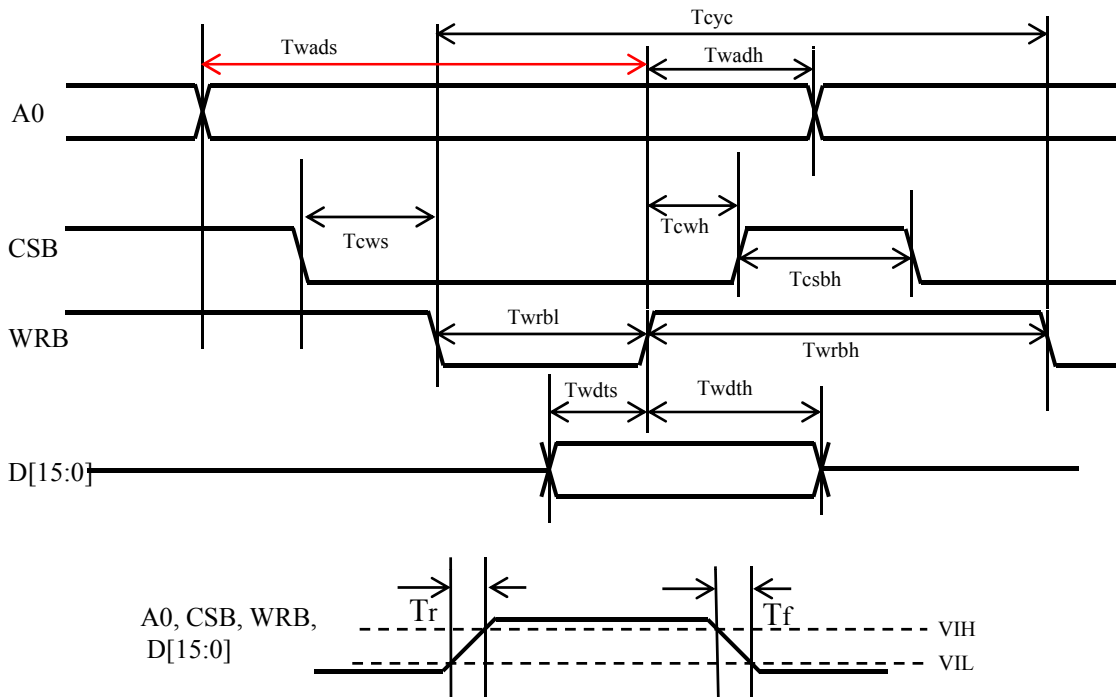 Tcyc
Twads
Twadh
A0
Tcws
Tcwh
CSB
Tcsbh
Twrbl
WRB
Twrbh
Twdts
Twdth
D[15:0]
Tr
Tf
A0, CSB, WRB,
D[15:0]
VIH
VIL